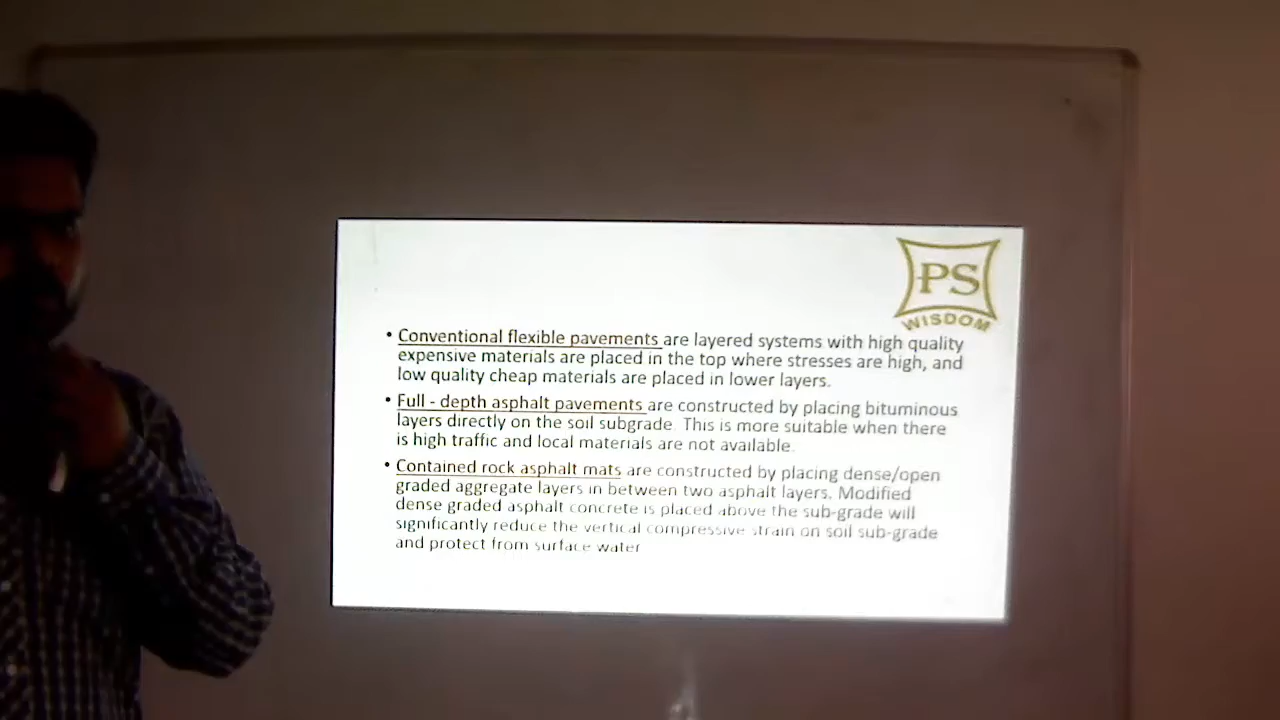 PS
WISDOM
• Conventional flexible pavements are layered systems with high quality
expensive materials are placed in the top where stresses are high, and
low quality cheap materials are placed in lower layers.
• Full - depth asphalt pavements are constructed by placing bituminous
layers directly on the soil subgrade. This is more suitable when there
is high traffic and local materials are not available.
• Contained rock asphalt mats are constructed by placing dense/open
graded aggregate layers in between two asphalt layers. Modified
dense graded asphalt concrete is placed above the sub-grade will
significantly reduce the vertical compressive strain on soil sub-grade
and protect from surface water